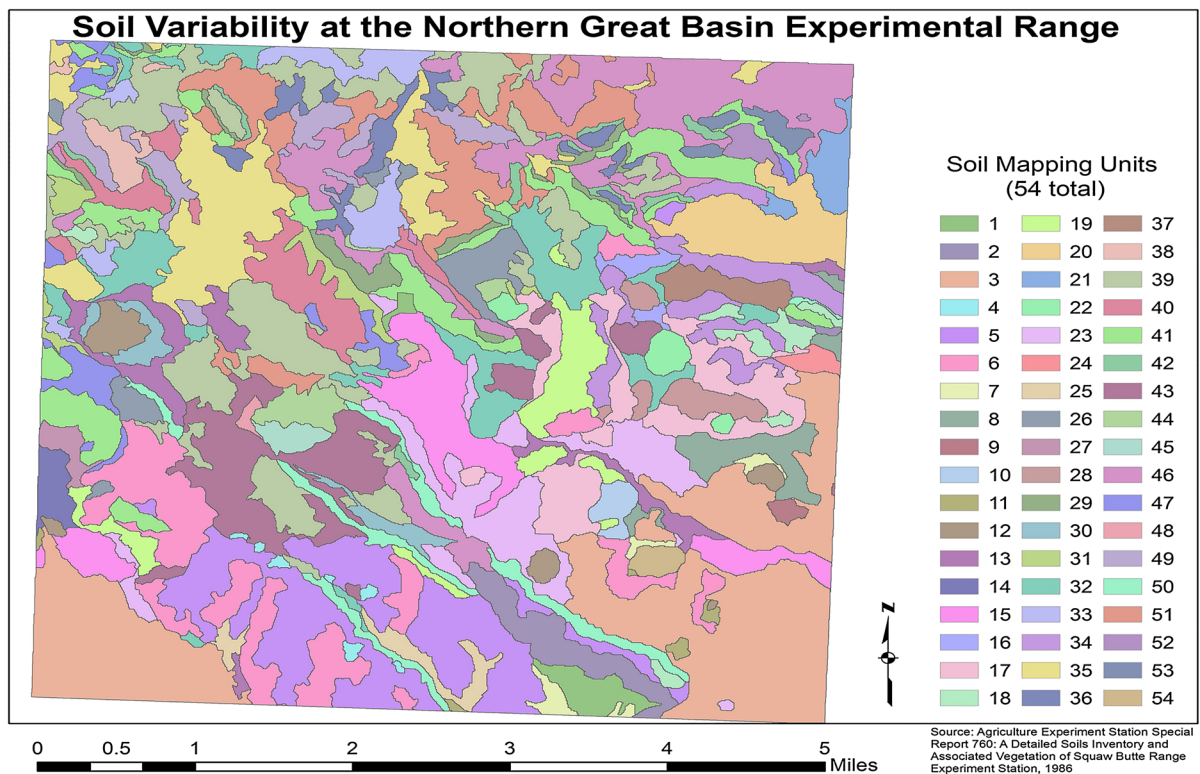 Soil Variability at the Northern Great Basin Experimental Range
Soil Mapping Units
(54 total)
1 19 37
2 20 38
3 21 39
4 22 40
5 23 41
6 24 42
7 25 43
8 26 44
9 27 45
10 28 46
11 29 47
12 30 48
13 31 49
14 32 50
15 33 51
16 34 52
17 35 53
18 36 54
N
0 0.5 1 2 3 4 5
Miles
Source: Agriculture Experiment Station Special
Report 760: A Detailed Soils Inventory and
Associated Vegetation of Squaw Butte Range
Experiment Station, 1986